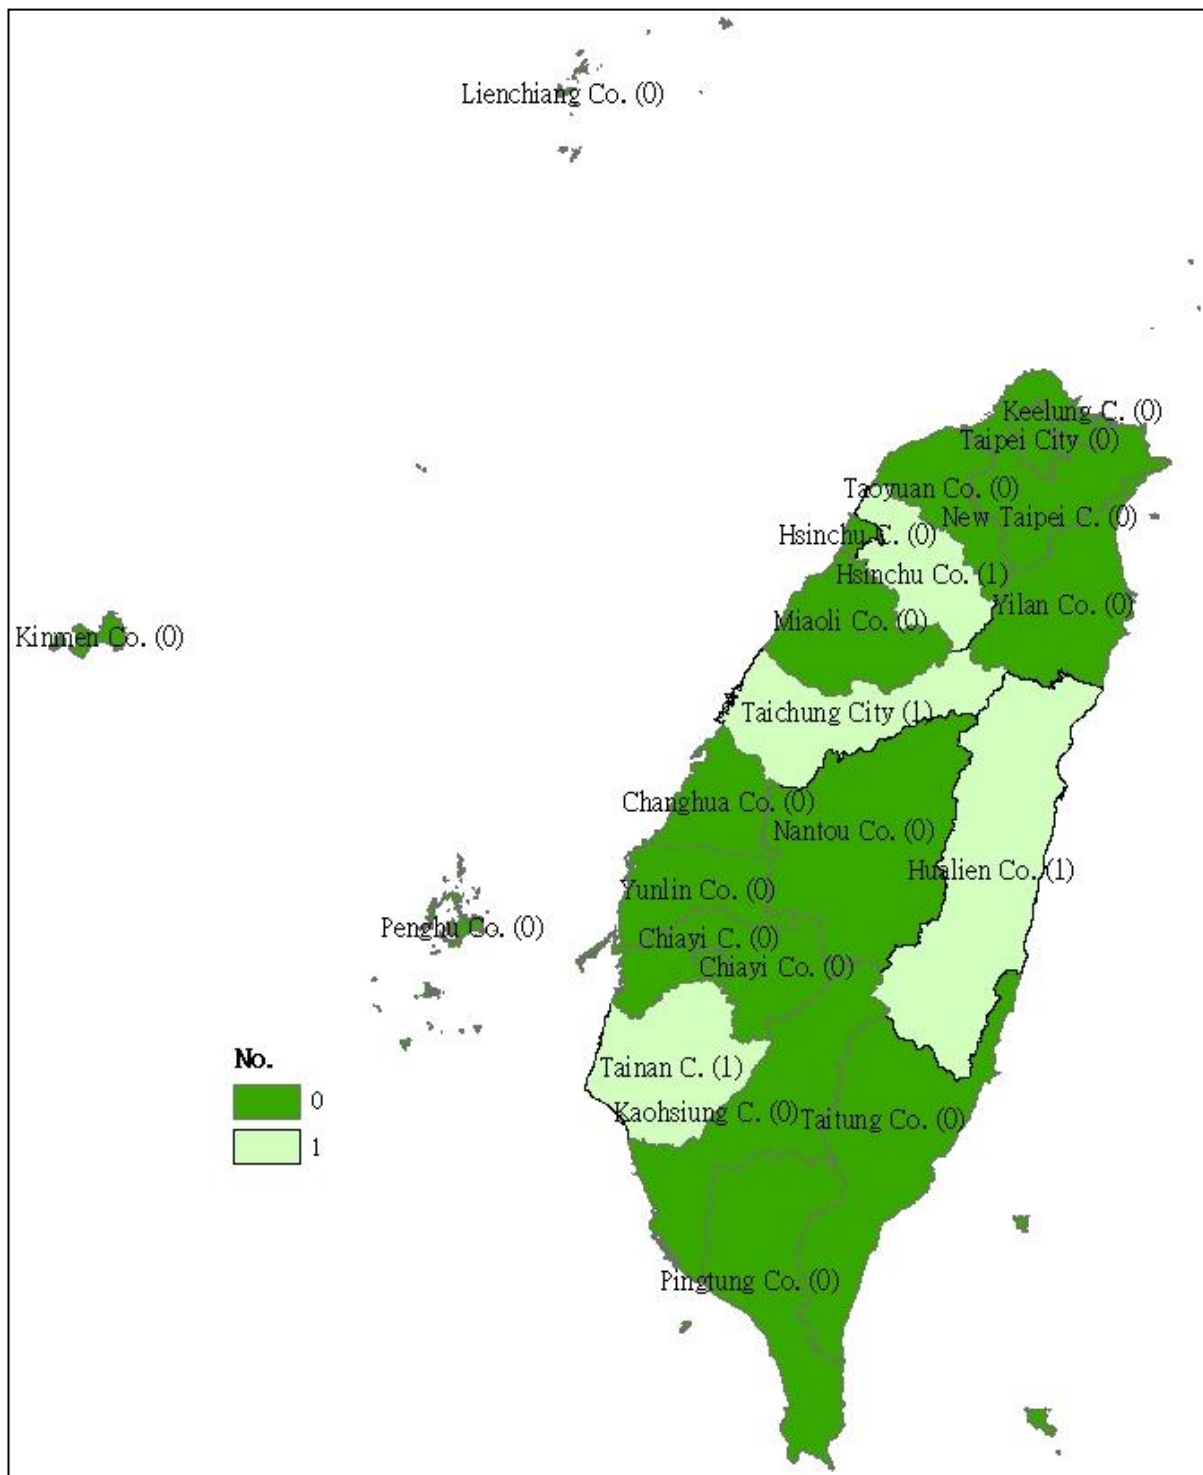 Lienchiang Co. (0)
Keelung C. (0)
Taipei City (0)
Taoyuan Co. (0)
New Taipei C. (0)
Hsinchu C. (0)
Hsinchu Co. (1)
Yilan Co. (0)
Miaoli Co. (0)
Kinmen Co. (0)
Taichung City (1)
Changhua Co. (0)
Nantou Co. (0)
Hualien Co. (1)
Yunlin Co. (0)
Penghu Co. (0)
Chiayi C. (0)
Chiayi Co. (0)
Tainan C. (1)
Kaohsiung C. (0)
Taitung Co. (0)
Pingtung Co. (0)
No.
0
1